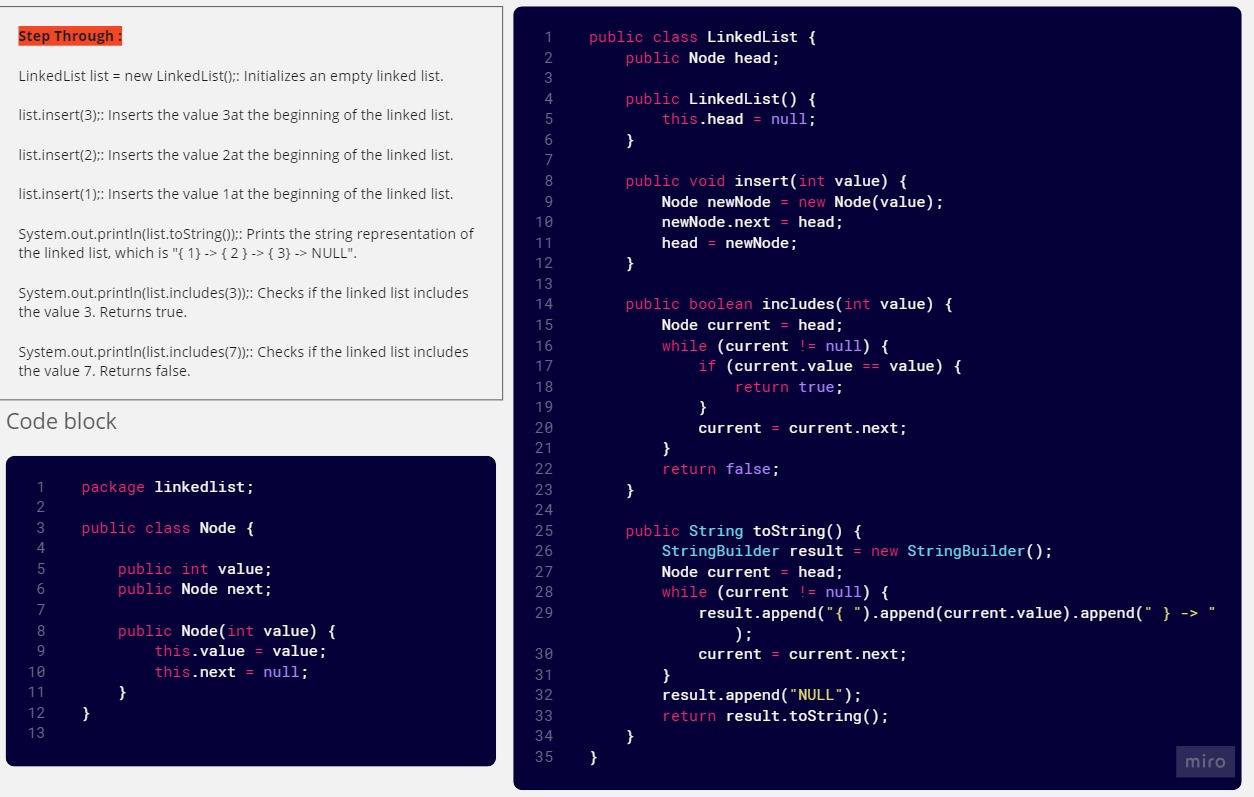 Step Through :
LinkedList list = new LinkedList();: Initializes an empty linked list.
list.insert(3);: Inserts the value 3at the beginning of the linked list.
list.insert(2);: Inserts the value 2at the beginning of the linked list.
list.insert(1);: Inserts the value 1at the beginning of the linked list.
System.out.println(list.toString());: Prints the string representation of
the linked list, which is "{ 1} -> { 2 } -> { 3} -> NULL".
System.out.println(list.includes(3));: Checks if the linked list includes
the value 3. Returns true.
System.out.println(list.includes(7));: Checks if the linked list includes
the value 7. Returns false.
Code block
1 package linkedlist;
2
3 public class Node {
4
5     public int value;
6     public Node next;
7
8     public Node(int value) {
9         this.value = value;
10         this.next = null;
11     }
12 }
13
1 public class LinkedList {
2     public Node head;
3
4     public LinkedList() {
5         this.head = null;
6     }
7
8     public void insert(int value) {
9         Node newNode = new Node(value);
10         newNode.next = head;
11         head = newNode;
12     }
13
14     public boolean includes(int value) {
15         Node current = head;
16         while (current != null) {
17             if (current.value == value) {
18                 return true;
19             }
20             current = current.next;
21         }
22         return false;
23     }
24
25     public String toString() {
26         StringBuilder result = new StringBuilder();
27         Node current = head;
28         while (current != null) {
29             result.append("{ ").append(current.value).append(" } -> "
                );
30             current = current.next;
31         }
32         result.append("NULL");
33         return result.toString();
34     }
35 }
miro